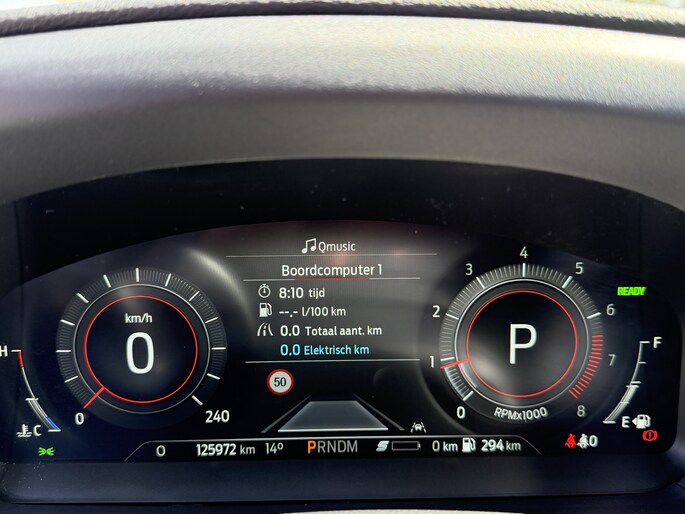 Qmusic
Boordcomputer 1
8:10 tijd
--.- l/100 km
0.0 Totaal aant. km
0.0 Elektrisch km
50
km/h
0
0
240
H
C
0
1
2
3
4
5
6
7
8
P
RPMx1000
READY
F
E
0
0 125972 km 14° PRNDM 0 km 294 km